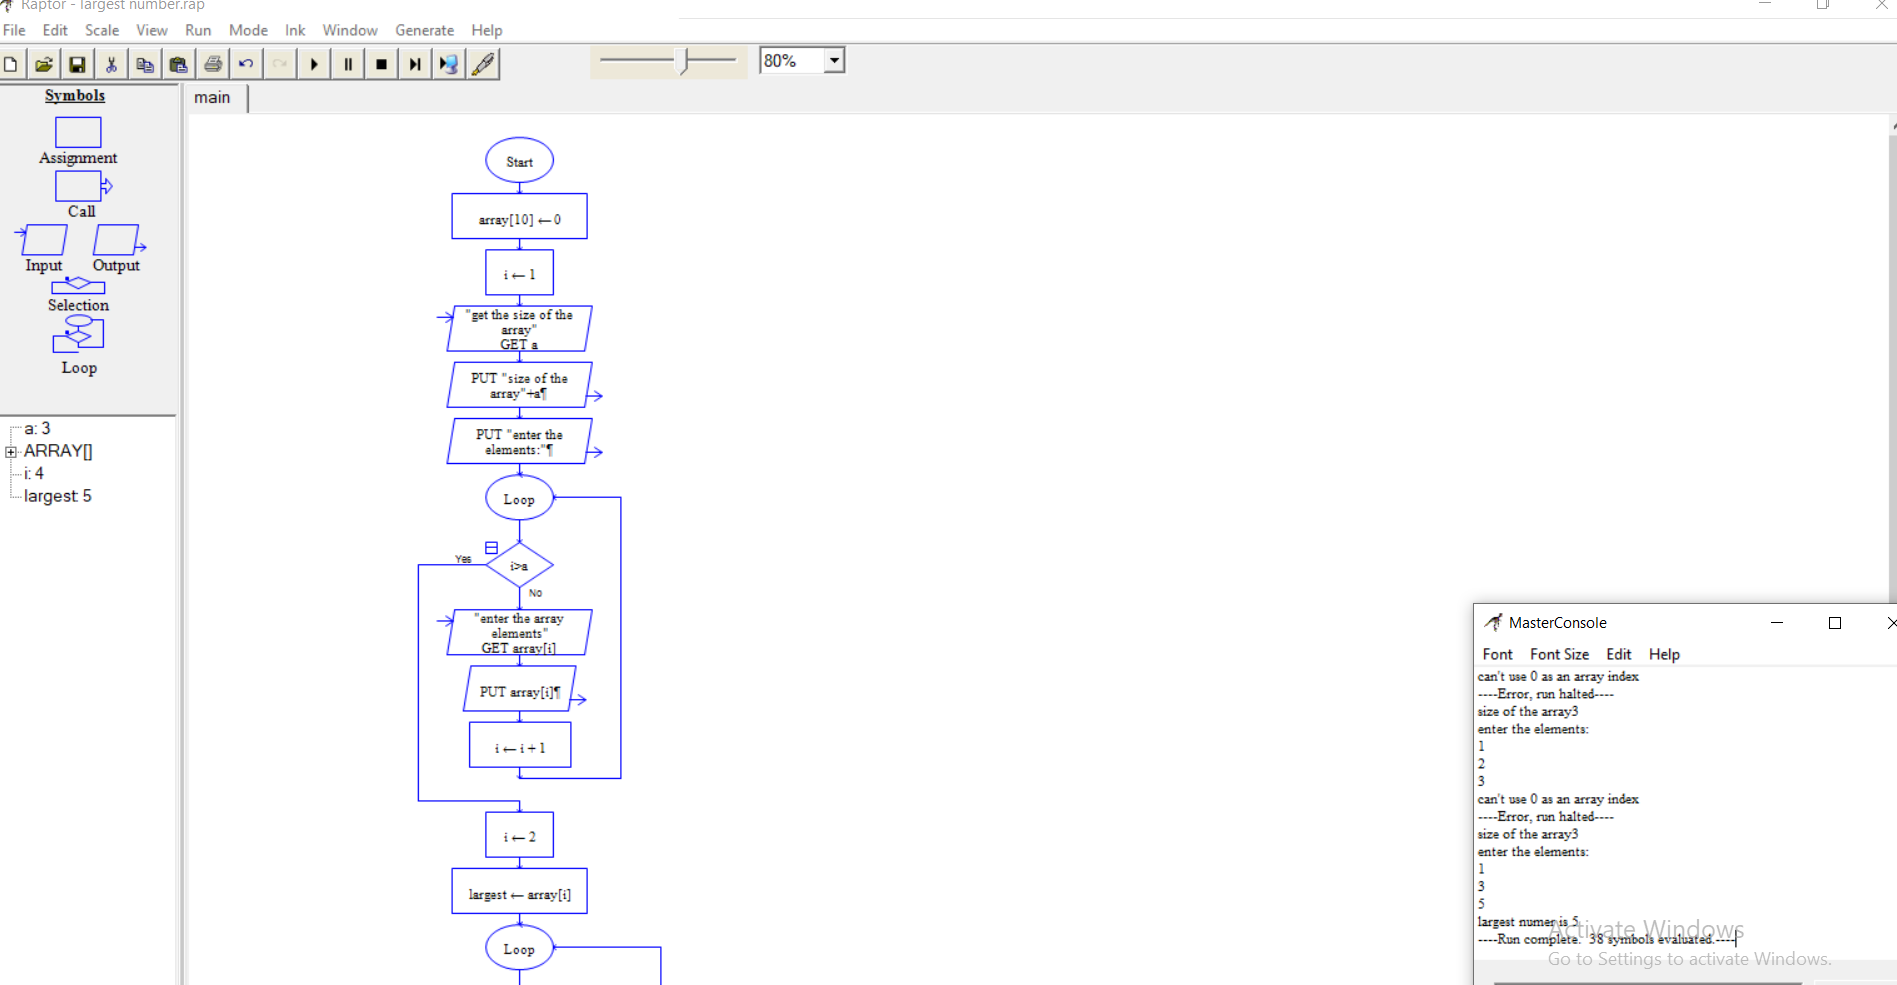 Raptor - largest number.rap
File Edit Scale View Run Mode Ink Window Generate Help
80%
Symbols
Assignment
Call
Input Output
Selection
Loop
a: 3
ARRAY[]
i: 4
largest: 5
main
Start
array[10] ← 0
i ← 1
"get the size of the
array"
GET a
PUT "size of the
array"+a¶
PUT "enter the
elements:"¶
Loop
Yes
i>a
No
"enter the array
elements"
GET array[i]
PUT array[i]¶
i ← i + 1
i ← 2
largest ← array[i]
Loop
MasterConsole
Font Font Size Edit Help
can't use 0 as an array index
----Error, run halted----
size of the array3
enter the elements:
1
2
3
can't use 0 as an array index
----Error, run halted----
size of the array3
enter the elements:
1
3
5
largest numer is 5
----Run complete. 38 symbols evaluated.----
Activate Windows
Go to Settings to activate Windows.